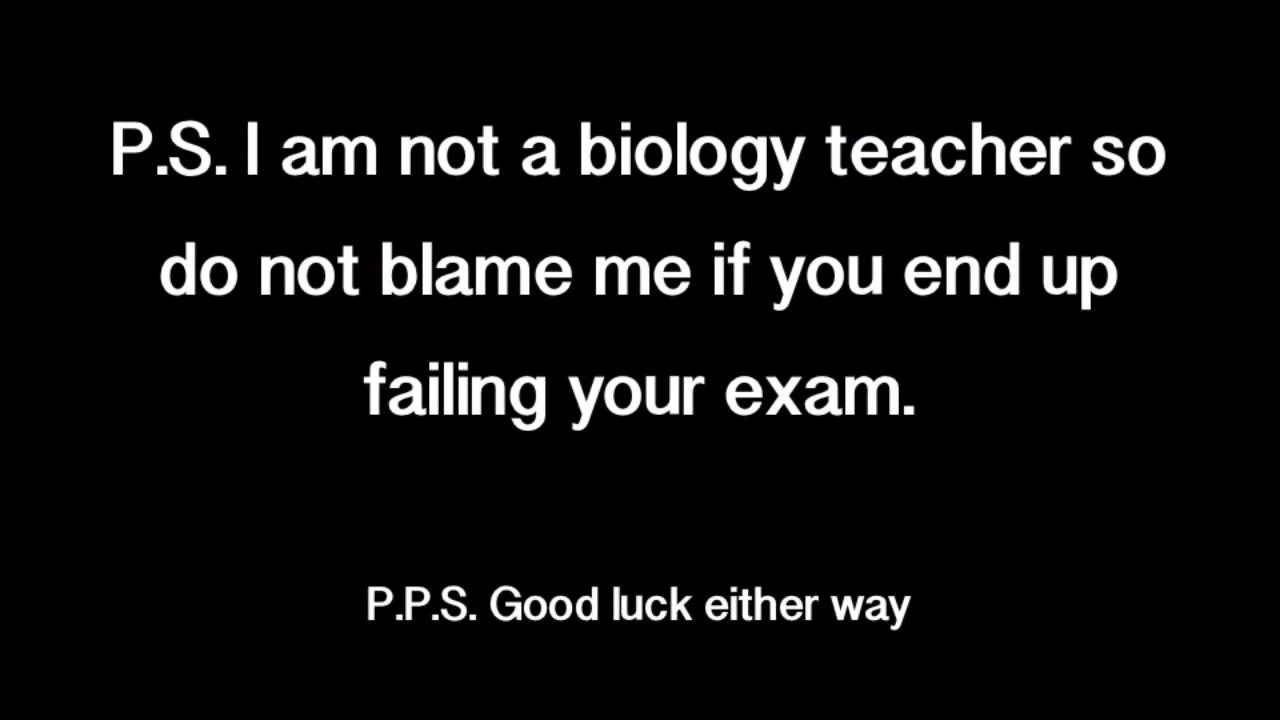 P.S. I am not a biology teacher so
do not blame me if you end up
failing your exam.
P.P.S. Good luck either way